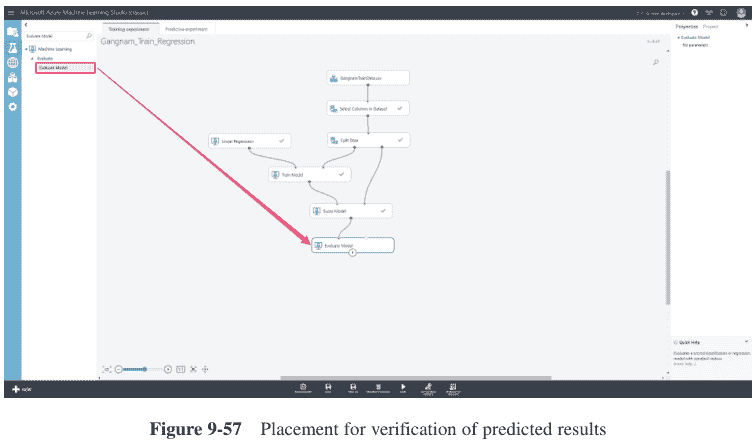 Microsoft Azure Machine Learning Studio (classic)
Training experiment
Predictive experiment
Properties
Project
Evaluate Model
Gangnam_Train_Regression
Evaluate Model
Machine Learning
No parameters
Evaluate
Evaluate Model
Select Columns in Dataset
Linear Regression
Split Data
Train Model
Score Model
Evaluate Model
Quick Help
Evaluates a scored classification or regression
model with standard metrics
NEW
Figure 9-57 Placement for verification of predicted results